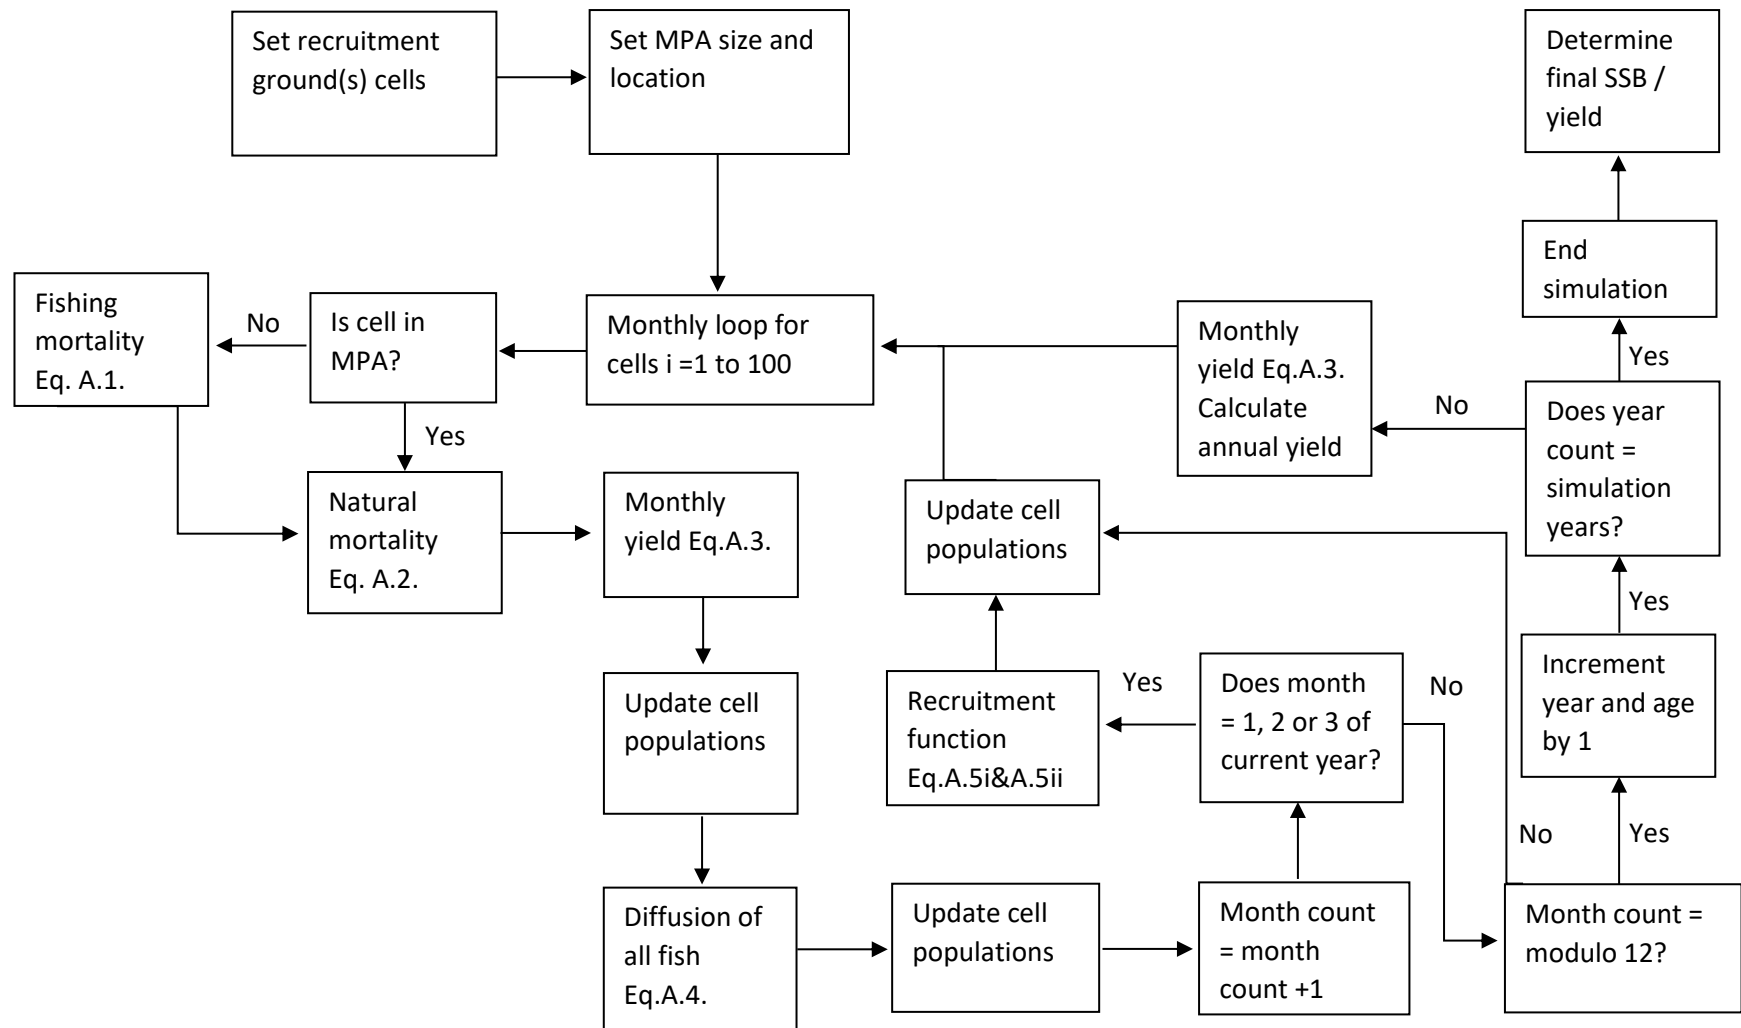 Set recruitment
ground(s) cells
Set MPA size and
location
Determine
final SSB /
yield
End
simulation
Fishing
mortality
Eq. A.1.
No
Is cell in
MPA?
Monthly loop for
cells i =1 to 100
Monthly
yield Eq.A.3.
Calculate
annual yield
No
Yes
Does year
count =
simulation
years?
Yes
Natural
mortality
Eq. A.2.
Monthly
yield Eq.A.3.
Update cell
populations
Yes
Update cell
populations
Recruitment
function
Eq.A.5i&A.5ii
Yes
Does month
= 1, 2 or 3 of
current year?
No
Increment
year and age
by 1
No
Yes
Diffusion of
all fish
Eq.A.4.
Update cell
populations
Month count
= month
count +1
Month count =
modulo 12?